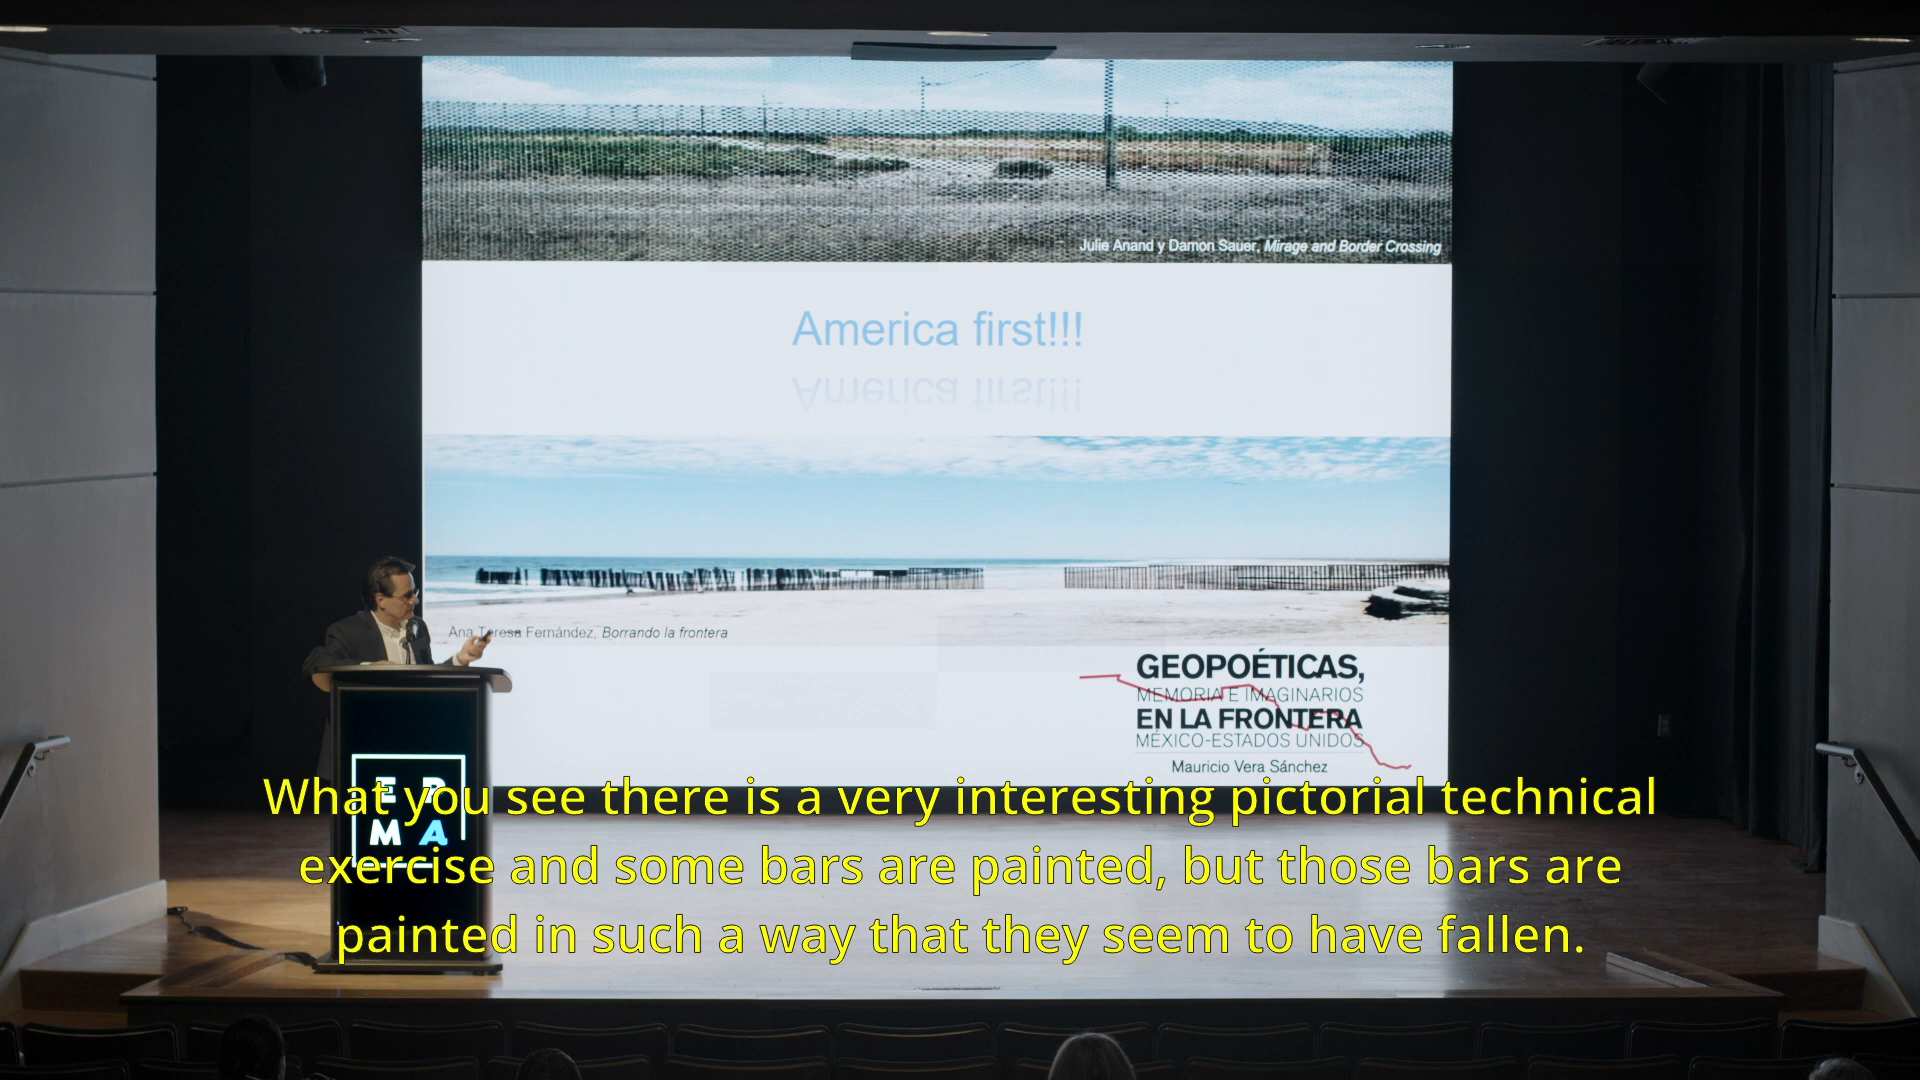 Julie Anand y Damon Sauer, Mirage and Border Crossing
America first!!!
America first!!!
Ana Teresa Fernández, Borrando la frontera
GEOPOÉTICAS,
MEMORIA E IMAGINARIOS
EN LA FRONTERA
MÉXICO-ESTADOS UNIDOS
Mauricio Vera Sánchez
What you see there is a very interesting pictorial technical
exercise and some bars are painted, but those bars are
painted in such a way that they seem to have fallen.
M A